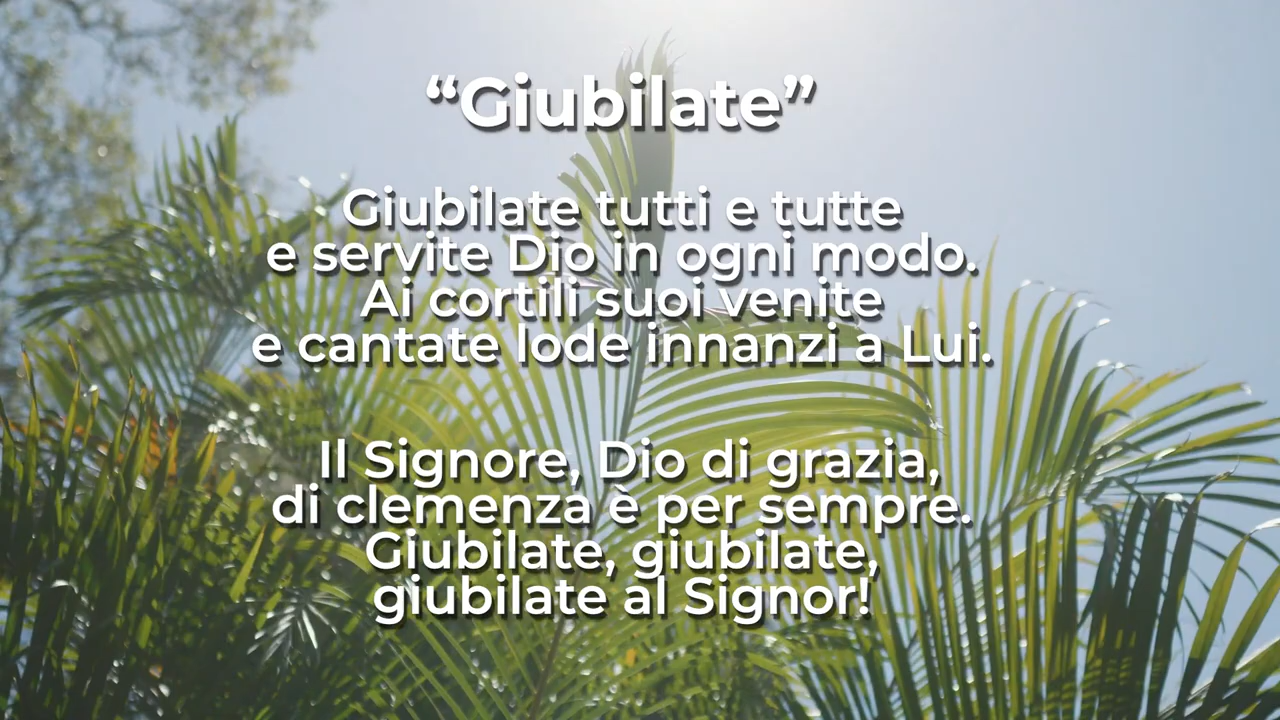 “Giubilate”
Giubilate tutti e tutte
e servite Dio in ogni modo.
Ai cortili suoi venite
e cantate lode innanzi a Lui.
Il Signore, Dio di grazia,
di clemenza è per sempre.
Giubilate, giubilate,
giubilate al Signor!